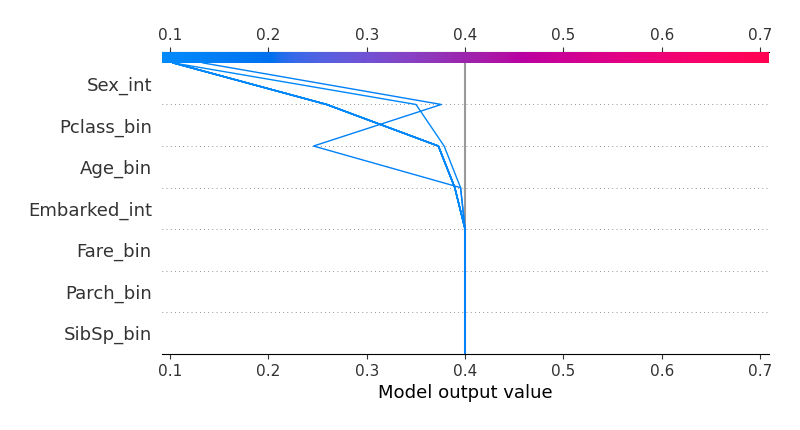 0.1 0.2 0.3 0.4 0.5 0.6 0.7
Sex_int
Pclass_bin
Age_bin
Embarked_int
Fare_bin
Parch_bin
SibSp_bin
0.1 0.2 0.3 0.4 0.5 0.6 0.7
Model output value